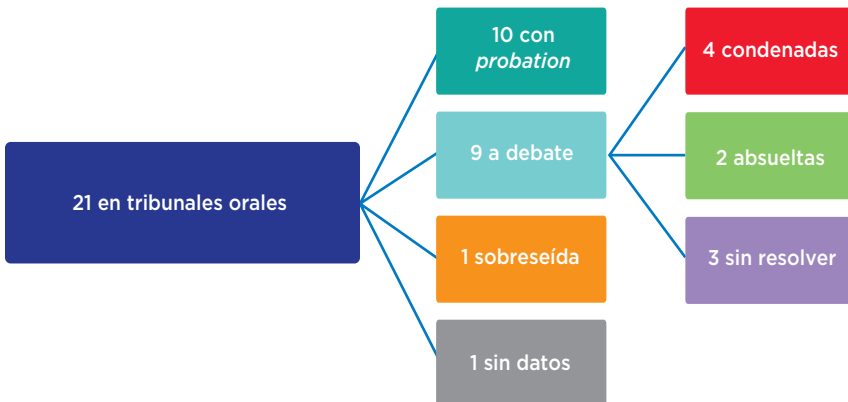 10 con
probation
4 condenadas
9 a debate
2 absueltas
21 en tribunales orales
1 sobreseída
3 sin resolver
1 sin datos